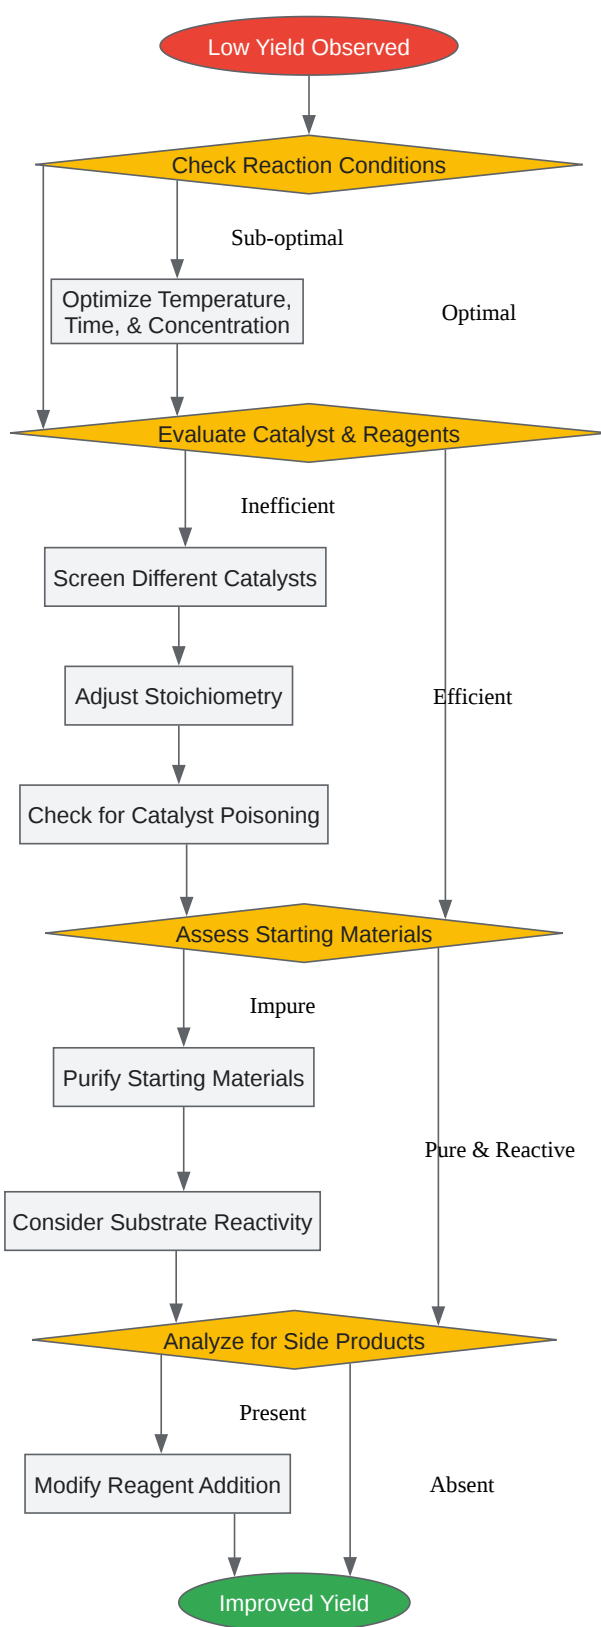 Low Yield Observed
Check Reaction Conditions
Sub-optimal
Optimize Temperature,
Time, & Concentration
Optimal
Evaluate Catalyst & Reagents
Inefficient
Screen Different Catalysts
Adjust Stoichiometry
Efficient
Check for Catalyst Poisoning
Assess Starting Materials
Impure
Purify Starting Materials
Pure & Reactive
Consider Substrate Reactivity
Analyze for Side Products
Present
Modify Reagent Addition
Absent
Improved Yield